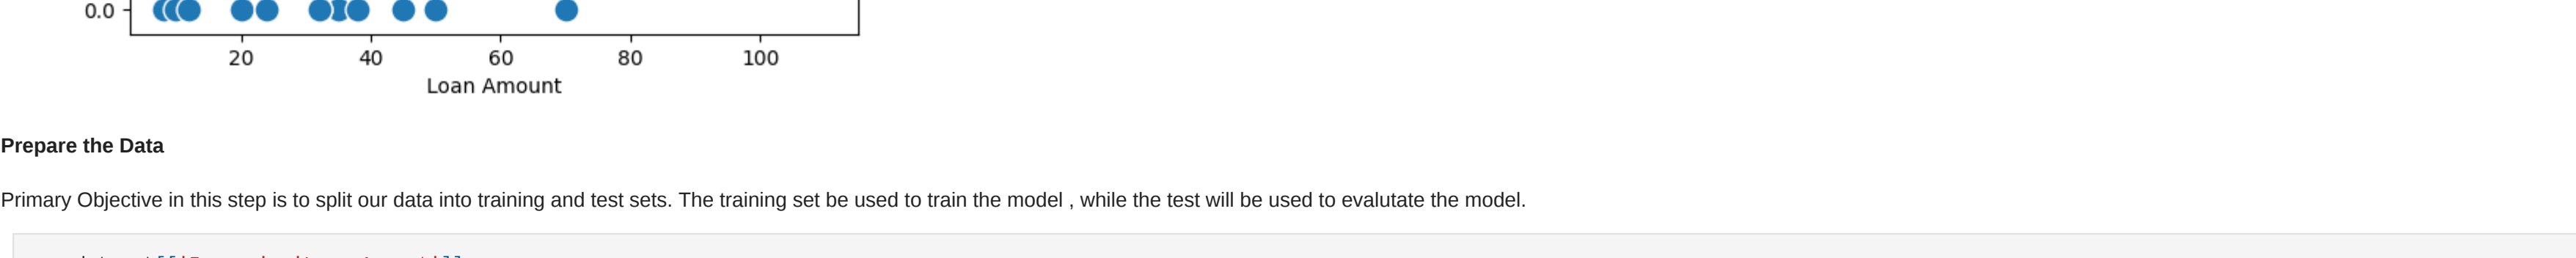 0.0
20 40 60 80 100
Loan Amount
Prepare the Data
Primary Objective in this step is to split our data into training and test sets. The training set be used to train the model , while the test will be used to evalutate the model.